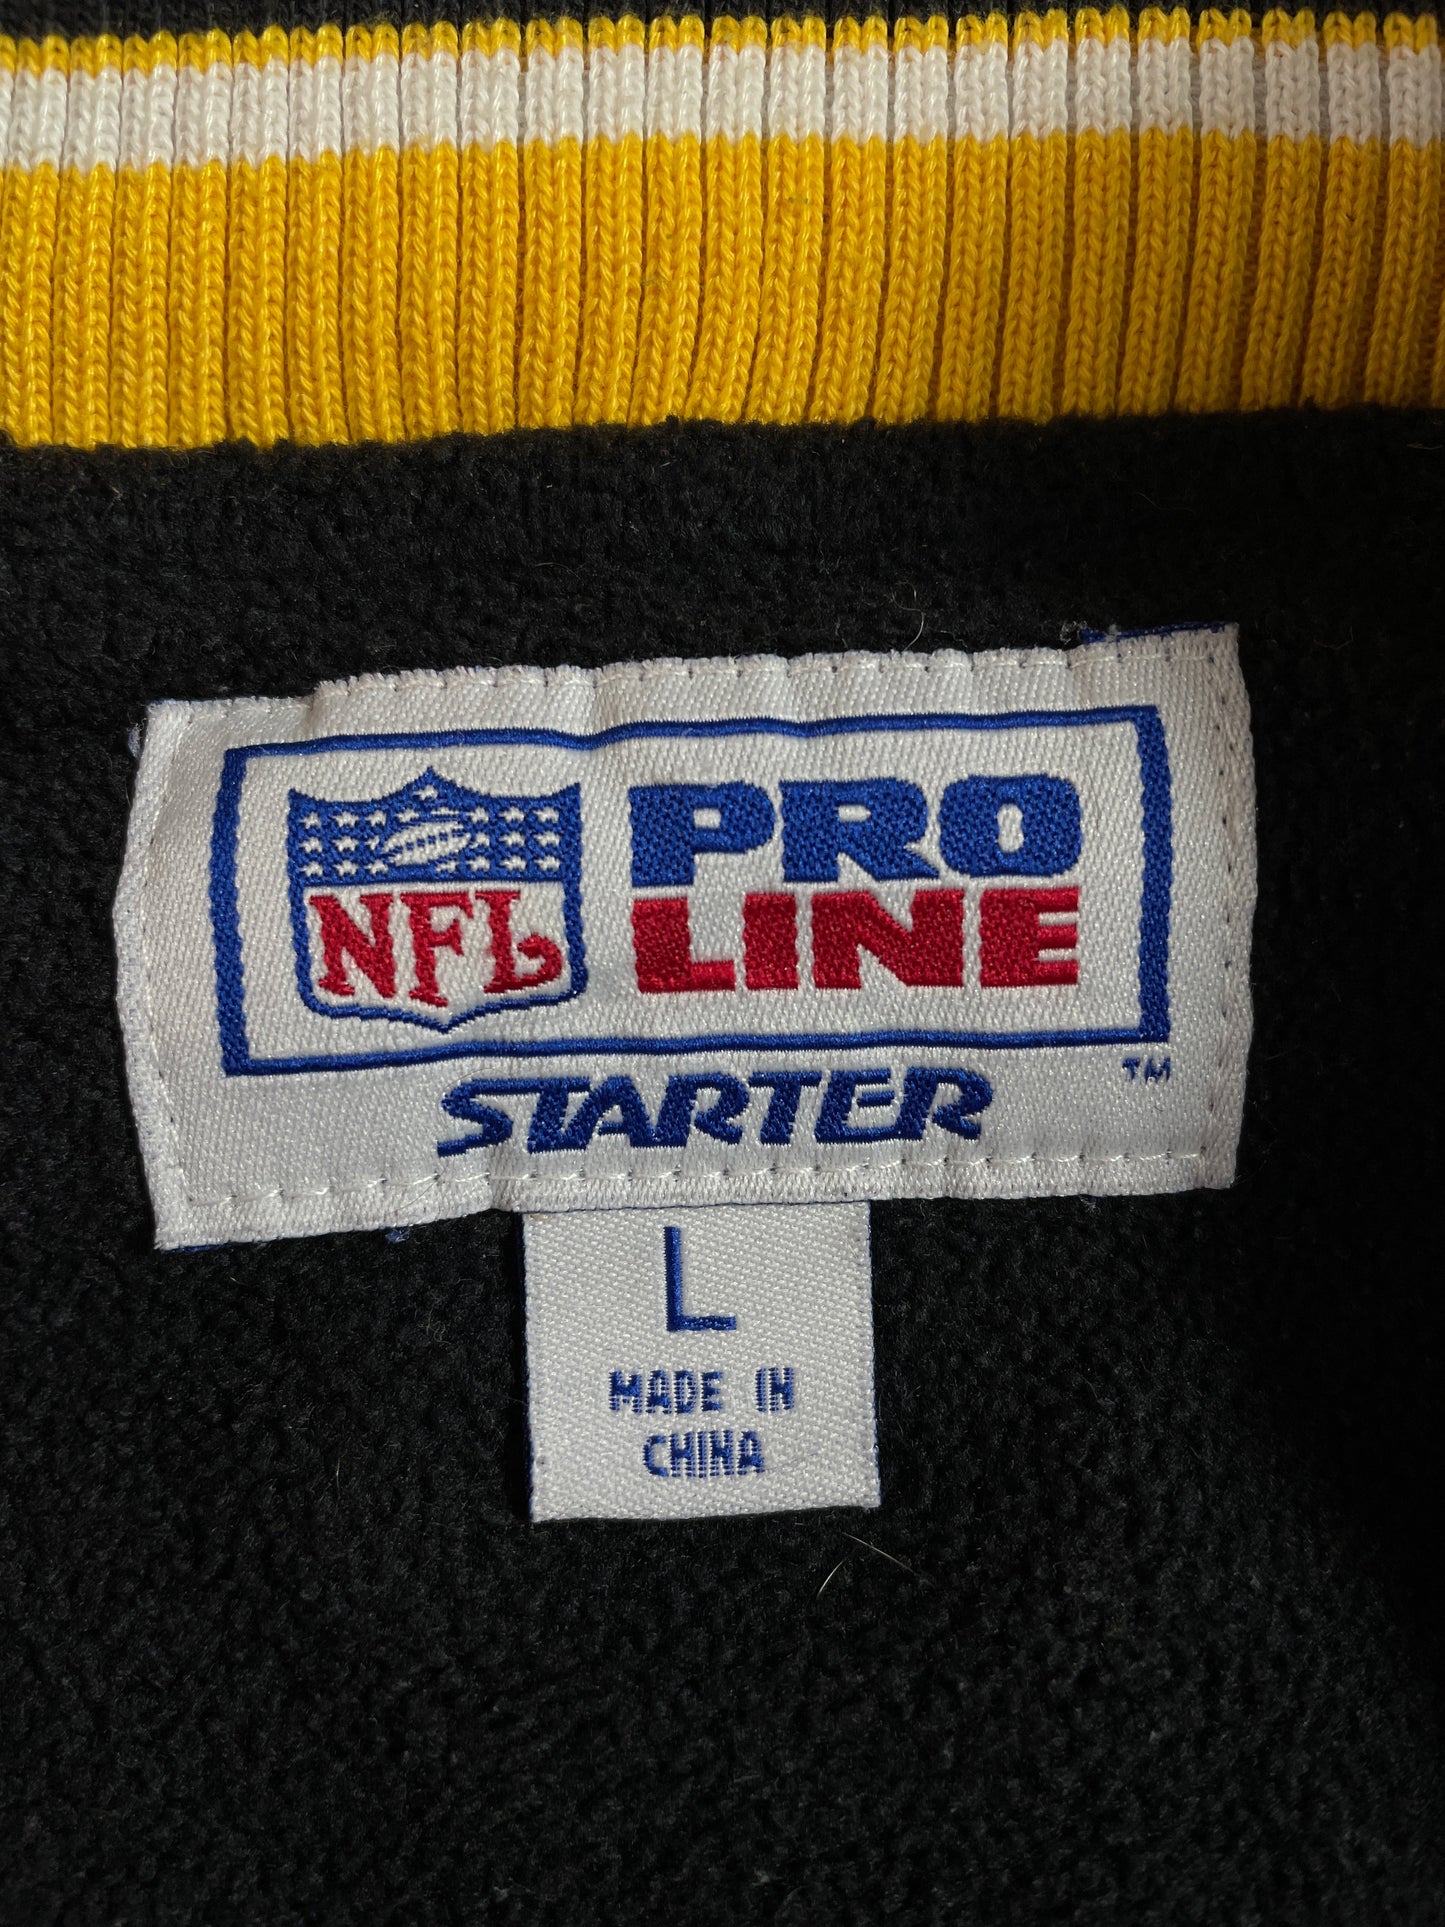 NFL PRO
LINE
TM
STARTER
L
MADE IN
CHINA